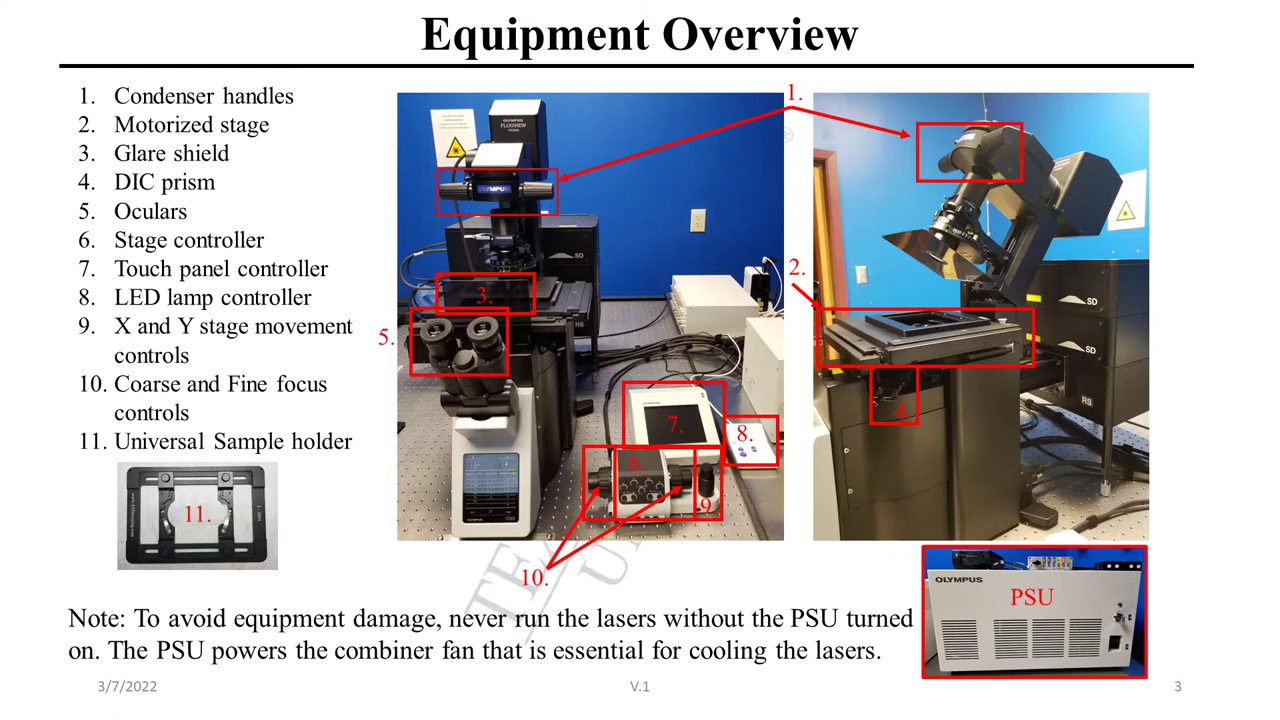 Equipment Overview
1. Condenser handles
2. Motorized stage
3. Glare shield
4. DIC prism
5. Oculars
6. Stage controller
7. Touch panel controller
8. LED lamp controller
9. X and Y stage movement
controls
10. Coarse and Fine focus
controls
11. Universal Sample holder
11.
1.
OLYMPUS
FLUOVIEW
OLYMPUS
SD
RS
3.
5.
7.
8.
6.
9
10.
2.
4
SD
SD
RS
OLYMPUS
PSU
Note: To avoid equipment damage, never run the lasers without the PSU turned
on. The PSU powers the combiner fan that is essential for cooling the lasers.
3/7/2022
V.1
3